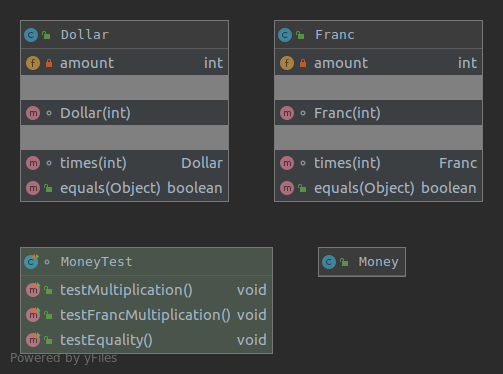 Dollar
amount int
Dollar(int)
times(int) Dollar
equals(Object) boolean
Franc
amount int
Franc(int)
times(int) Franc
equals(Object) boolean
MoneyTest
testMultiplication() void
testFrancMultiplication() void
testEquality() void
Money
Powered by yFiles